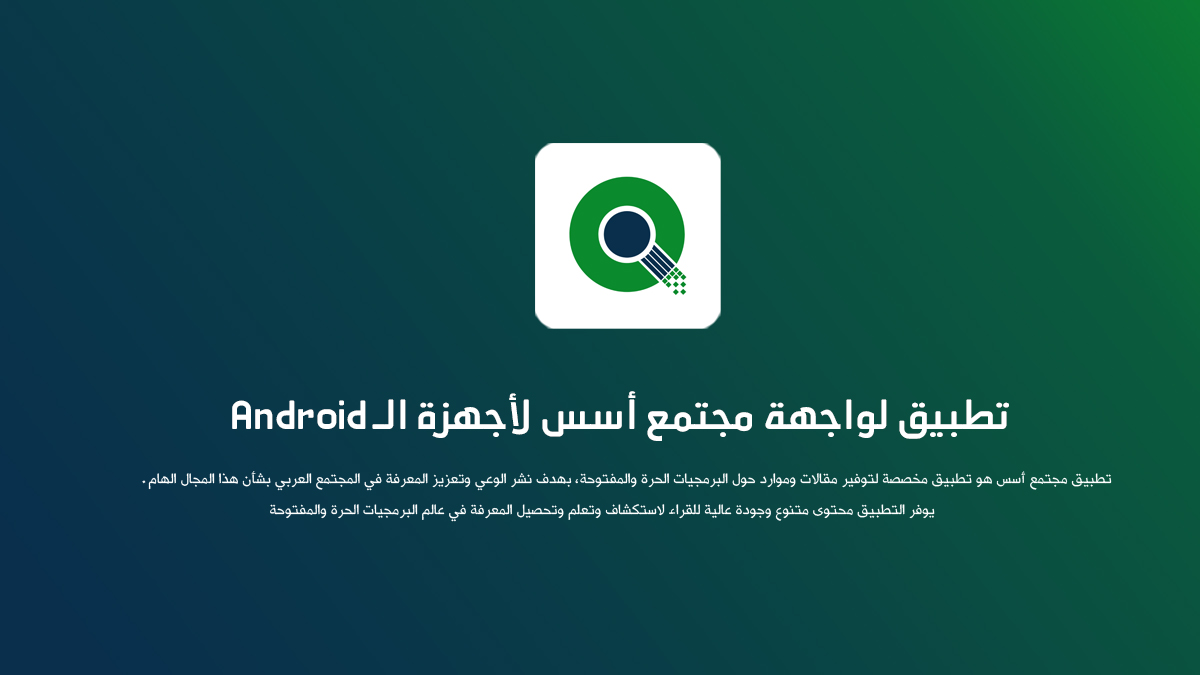 تطبيق لواجهة مجتمع أسس لأجهزة الـ Android
تطبيق مجتمع أسس هو تطبيق مخصصة لتوفير مقالات وموارد حول البرمجيات الحرة والمفتوحة، بهدف نشر الوعي وتعزيز المعرفة في المجتمع العربي بشأن هذا المجال الهام .
يوفر التطبيق محتوى متنوع وجودة عالية للقراء لاستكشاف وتعلم وتحصيل المعرفة في عالم البرمجيات الحرة والمفتوحة